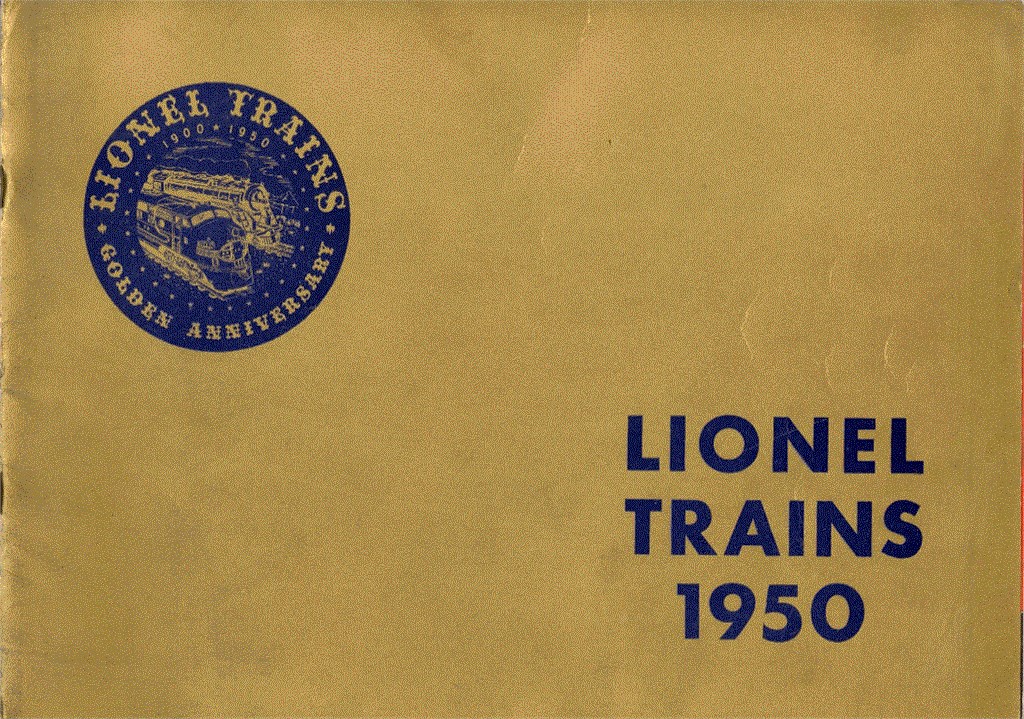 LIONEL TRAINS
1900 ★ 1950
GOLDEN ANNIVERSARY
LIONEL
TRAINS
1950